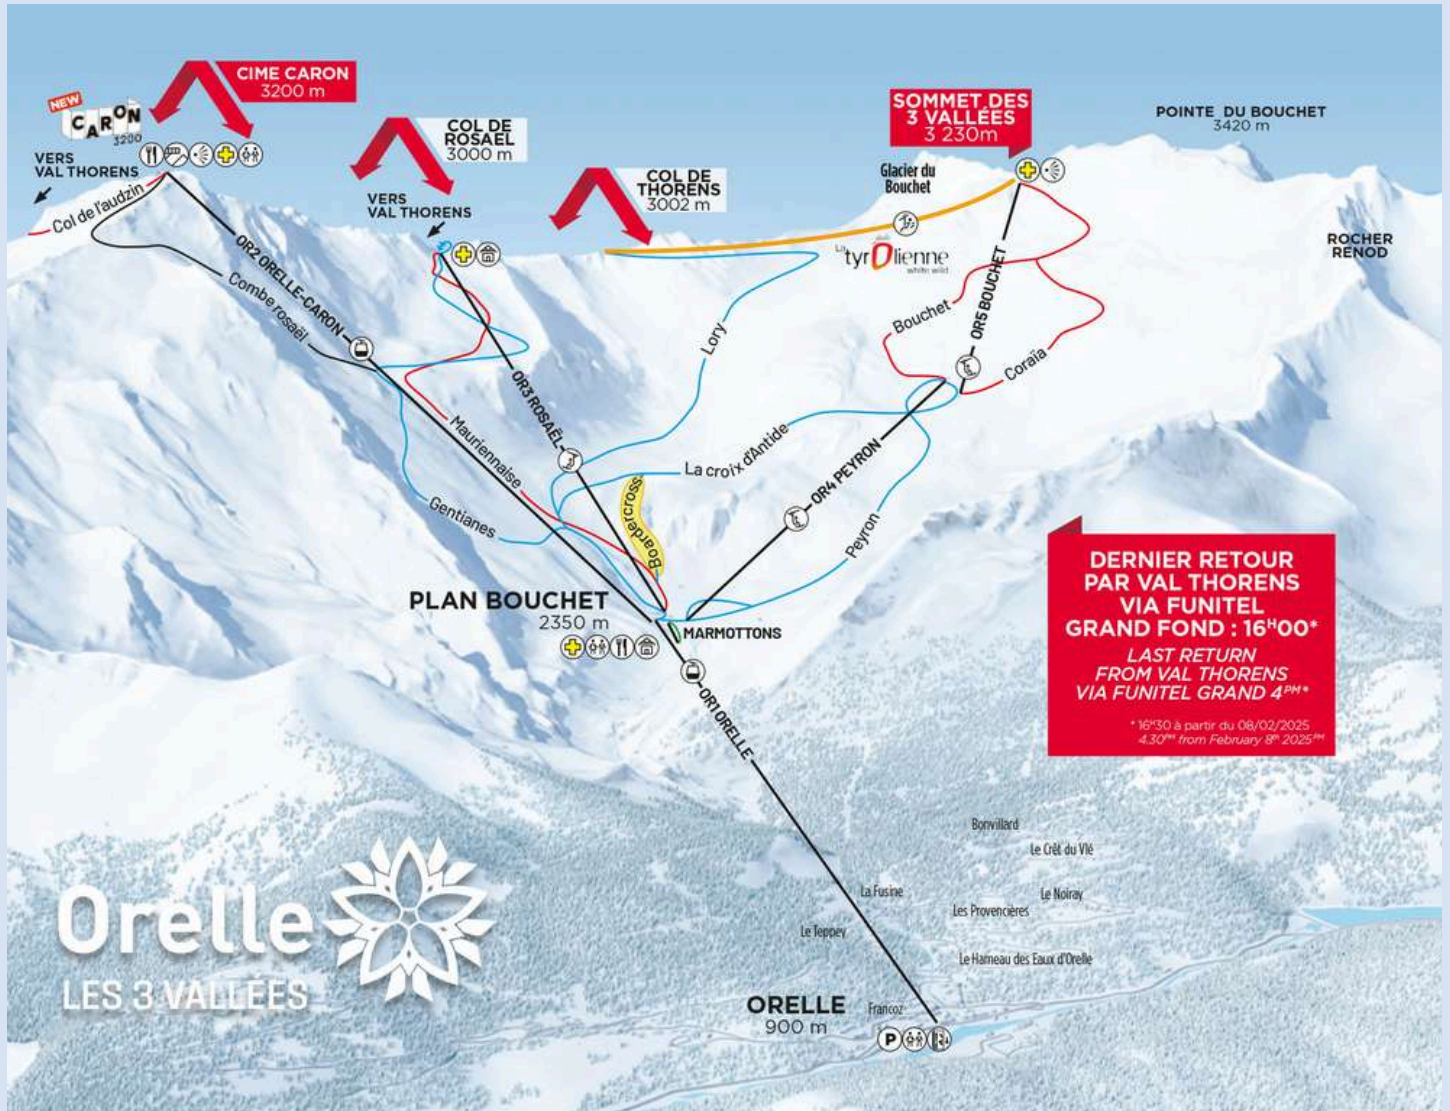 CIME CARON
3200 m
NEW
CARON
3200
VERS
VAL THORENS
Col de l'audzin
COL DE
ROSAEL
3000 m
VERS
VAL THORENS
COL DE
THORENS
3002 m
SOMMET DES
3 VALLÉES
3 230m
Glacier du
Bouchet
La
tyrOlienne
white wild
POINTE DU BOUCHET
3420 m
ROCHER
RENOD
OR2 ORELLE-CARON
Combe rosaël
OR3 ROSAËL
Lory
Bouchet
OR5 BOUCHET
Coraïa
Mauriennaise
Gentianes
La croix d'Antide
Boardercross
OR4 PEYRON
Peyron
PLAN BOUCHET
2350 m
MARMOTTONS
OR1 ORELLE
DERNIER RETOUR
PAR VAL THORENS
VIA FUNITEL
GRAND FOND : 16H00*
LAST RETURN
FROM VAL THORENS
VIA FUNITEL GRAND 4PM*
* 16H30 à partir du 08/02/2025
4.30PM from February 8th 2025PM
Bonvillard
Le Crêt du Vlé
La Fusine
Le Noiray
Les Provencières
Le Teppey
Le Hameau des Eaux d'Orelle
ORELLE
900 m
Francoz
P
Orelle
LES 3 VALLÉES